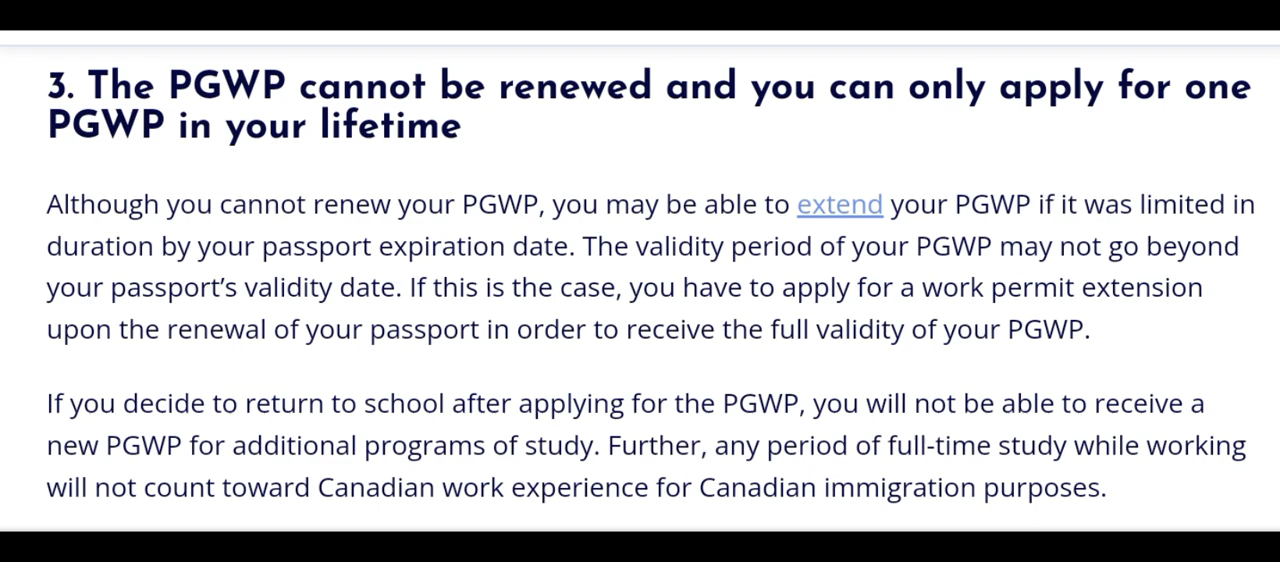 3. The PGWP cannot be renewed and you can only apply for one
PGWP in your lifetime
Although you cannot renew your PGWP, you may be able to extend your PGWP if it was limited in
duration by your passport expiration date. The validity period of your PGWP may not go beyond
your passport’s validity date. If this is the case, you have to apply for a work permit extension
upon the renewal of your passport in order to receive the full validity of your PGWP.
If you decide to return to school after applying for the PGWP, you will not be able to receive a
new PGWP for additional programs of study. Further, any period of full-time study while working
will not count toward Canadian work experience for Canadian immigration purposes.